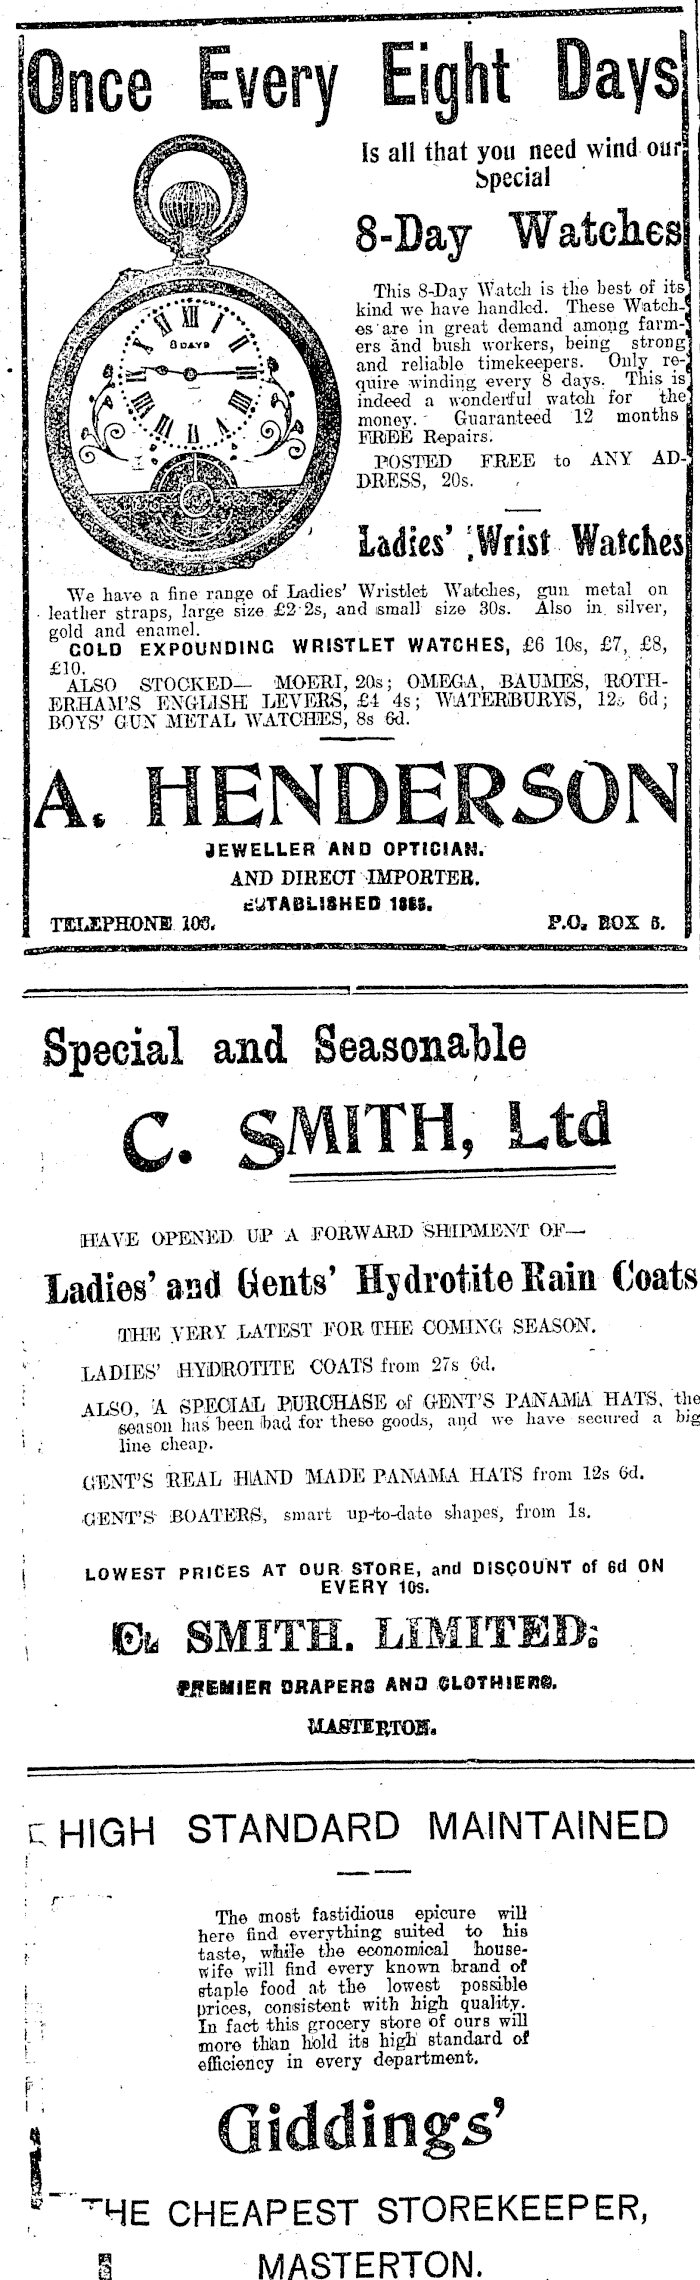 Once Every Eight Days
Is all that you need wind our
Special
8-Day Watches
8 DAYS
This 8-Day Watch is the best of its
kind we have handled. These Watch-
es are in great demand among farm-
ers and bush workers, being strong
and reliable timekeepers. Only re-
quire winding every 8 days. This is
indeed a wonderful watch for the
money. Guaranteed 12 months
FREE Repairs.
POSTED FREE to ANY AD-
DRESS, 20s.
Ladies' Wrist Watches
We have a fine range of Ladies' Wristlet Watches, gun metal on
leather straps, large size £2 2s, and small size 30s. Also in silver,
gold and enamel.
GOLD EXPOUNDING WRISTLET WATCHES, £6 10s, £7, £8,
£10.
ALSO STOCKED— MOERI, 20s; OMEGA, BAUMES, ROTH-
ERHAM'S ENGLISH LEVERS, £4 4s; WATERBURYS, 12s 6d;
BOYS' GUN METAL WATCHES, 8s 6d.
A. HENDERSON
JEWELLER AND OPTICIAN.
AND DIRECT IMPORTER.
ESTABLISHED
TELEPHONE P.O. BOX
Special and Seasonable
C. SMITH, Ltd
HAVE OPENED UP A FORWARD SHIPMENT OF—
Ladies' and Gents' Hydrotite Rain Coats
THE VERY LATEST FOR THE COMING SEASON.
LADIES' HYDROTITE COATS from 27s 6d.
ALSO, A SPECIAL PURCHASE of GENT'S PANAMA HATS, the
season has been bad for these goods, and we have secured a big
line cheap.
GENT'S REAL HAND MADE PANAMA HATS from 12s 6d.
GENT'S BOATERS, smart up-to-date shapes, from 1s.
LOWEST PRICES AT OUR STORE, and DISCOUNT of 6d ON
EVERY 10s.
C. SMITH. LIMITED:
PREMIER DRAPERS AND CLOTHIERS.
MASTERTON.
HIGH STANDARD MAINTAINED
The most fastidious epicure will
here find everything suited to his
taste, while the economical house-
wife will find every known brand of
staple food at the lowest possible
prices, consistent with high quality.
In fact this grocery store of ours will
more than hold its high standard of
efficiency in every department.
Giddings'
THE CHEAPEST STOREKEEPER,
MASTERTON.